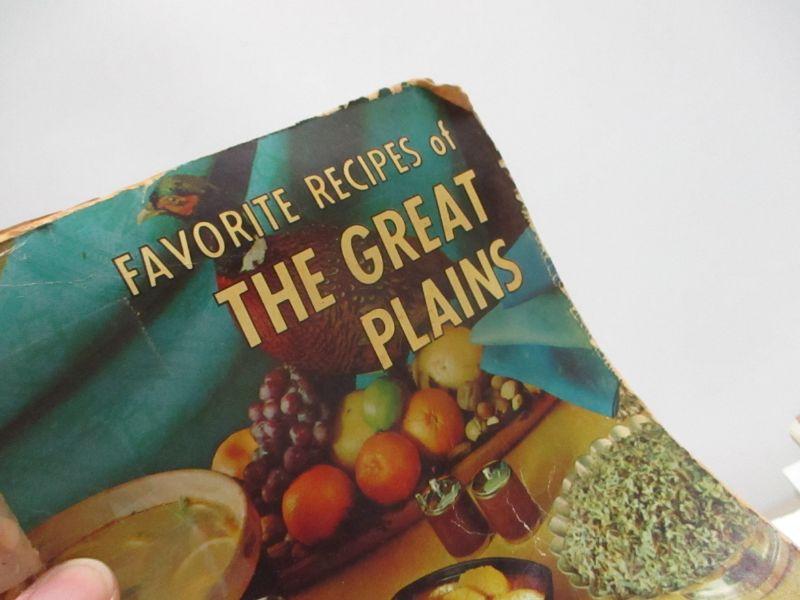 FAVORITE RECIPES of
THE GREAT
PLAINS